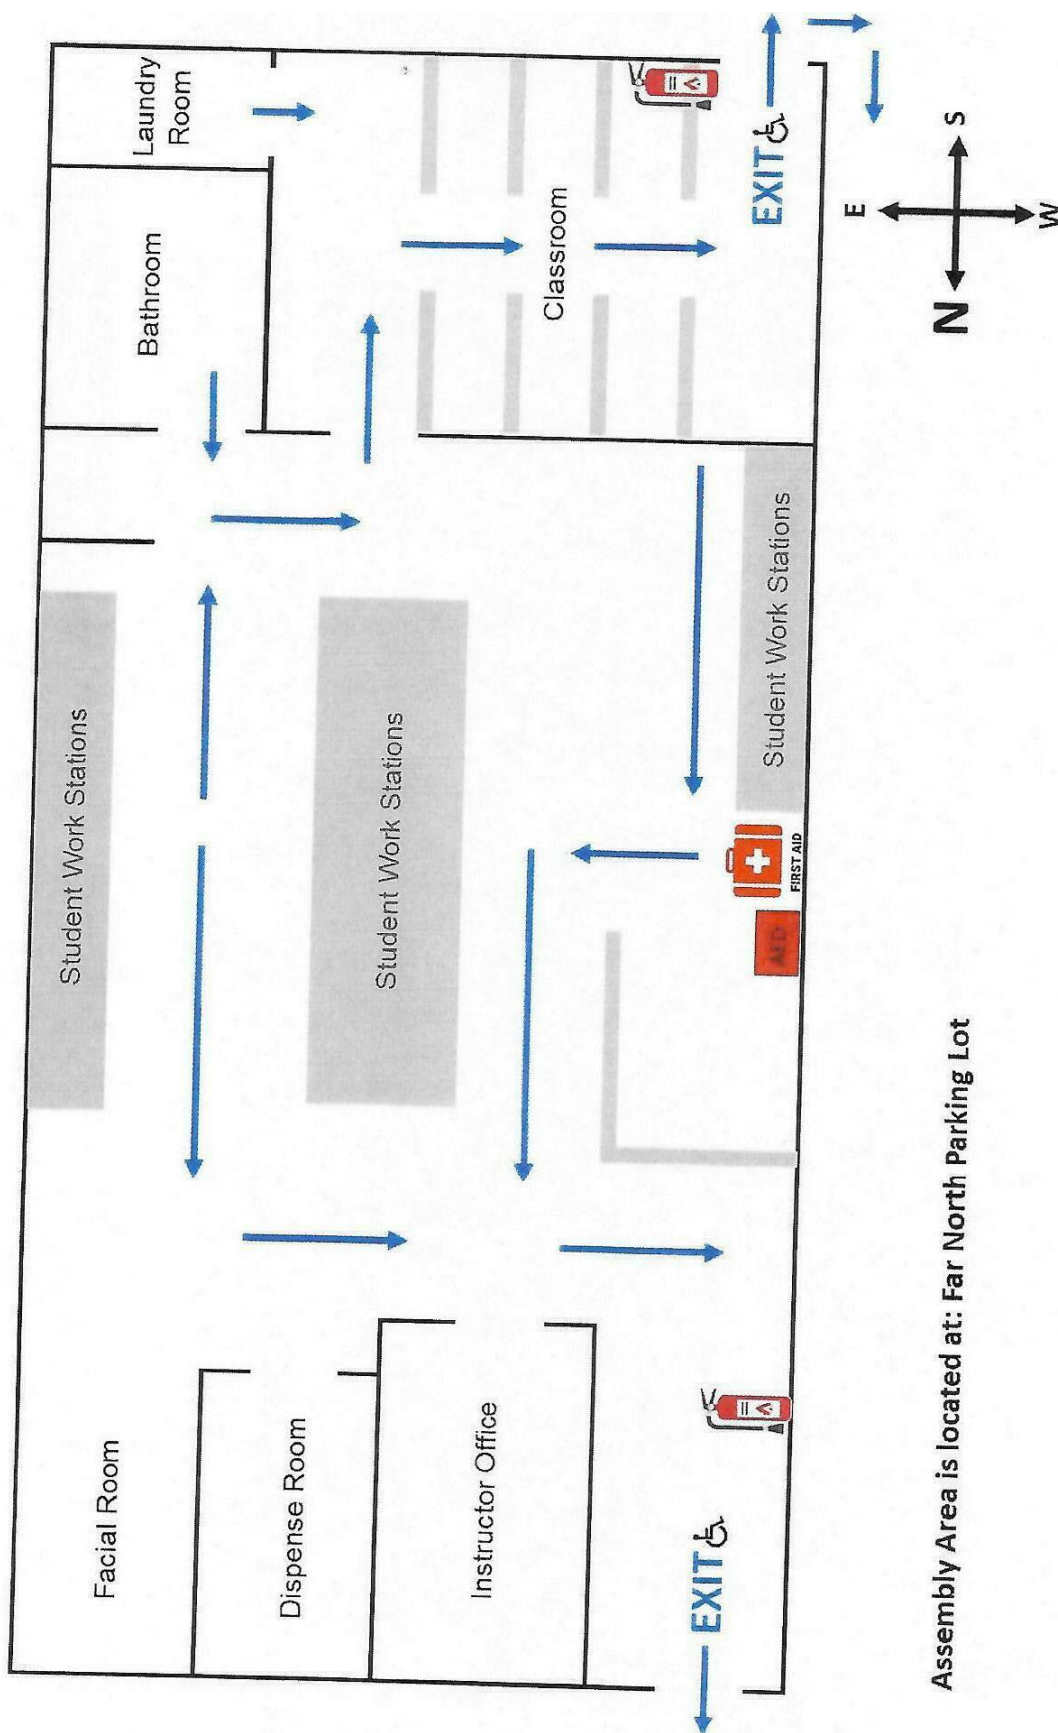 Facial Room
Dispense Room
Instructor Office
EXIT
Student Work Stations
Student Work Stations
Student Work Stations
AED
FIRST AID
Bathroom
Laundry
Room
Classroom
EXIT
N
E
S
W
Assembly Area is located at: Far North Parking Lot